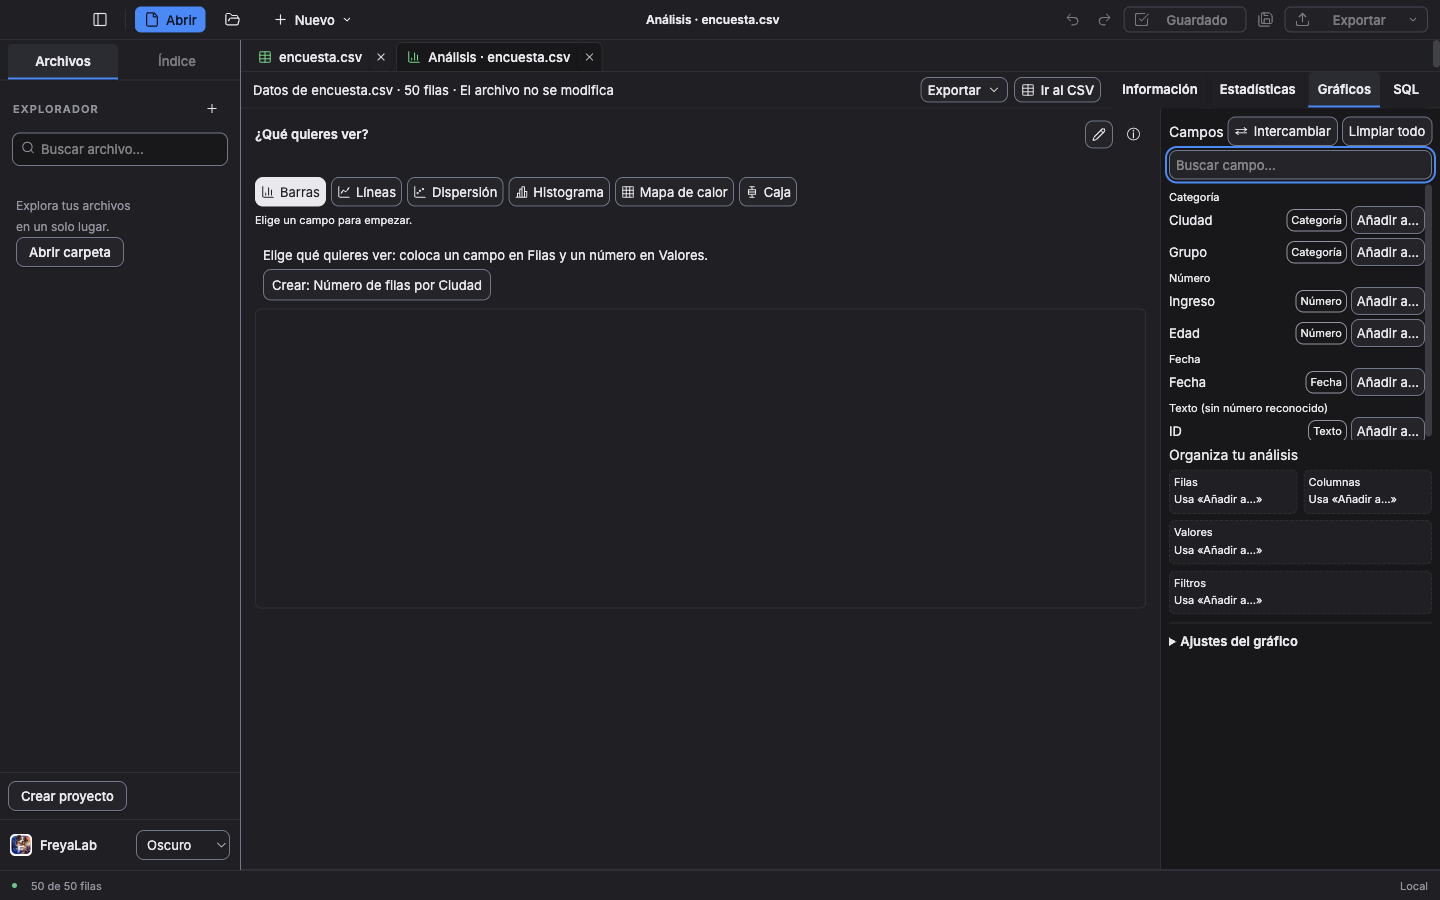 Abrir
Nuevo
Análisis · encuesta.csv
Guardado
Exportar
Archivos
Índice
encuesta.csv
Análisis · encuesta.csv
EXPLORADOR
Buscar archivo...
Explora tus archivos
en un solo lugar.
Abrir carpeta
Crear proyecto
FreyaLab
Oscuro
Datos de encuesta.csv · 50 filas · El archivo no se modifica
Exportar
Ir al CSV
Información
Estadísticas
Gráficos
SQL
¿Qué quieres ver?
Barras
Líneas
Dispersión
Histograma
Mapa de calor
Caja
Elige un campo para empezar.
Elige qué quieres ver: coloca un campo en Filas y un número en Valores.
Crear: Número de filas por Ciudad
Campos
Intercambiar
Limpiar todo
Buscar campo...
Categoría
Ciudad Categoría Añadir a...
Grupo Categoría Añadir a...
Número
Ingreso Número Añadir a...
Edad Número Añadir a...
Fecha
Fecha Fecha Añadir a...
Texto (sin número reconocido)
ID Texto Añadir a...
Organiza tu análisis
Filas
Usa «Añadir a...»
Columnas
Usa «Añadir a...»
Valores
Usa «Añadir a...»
Filtros
Usa «Añadir a...»
Ajustes del gráfico
50 de 50 filas
Local